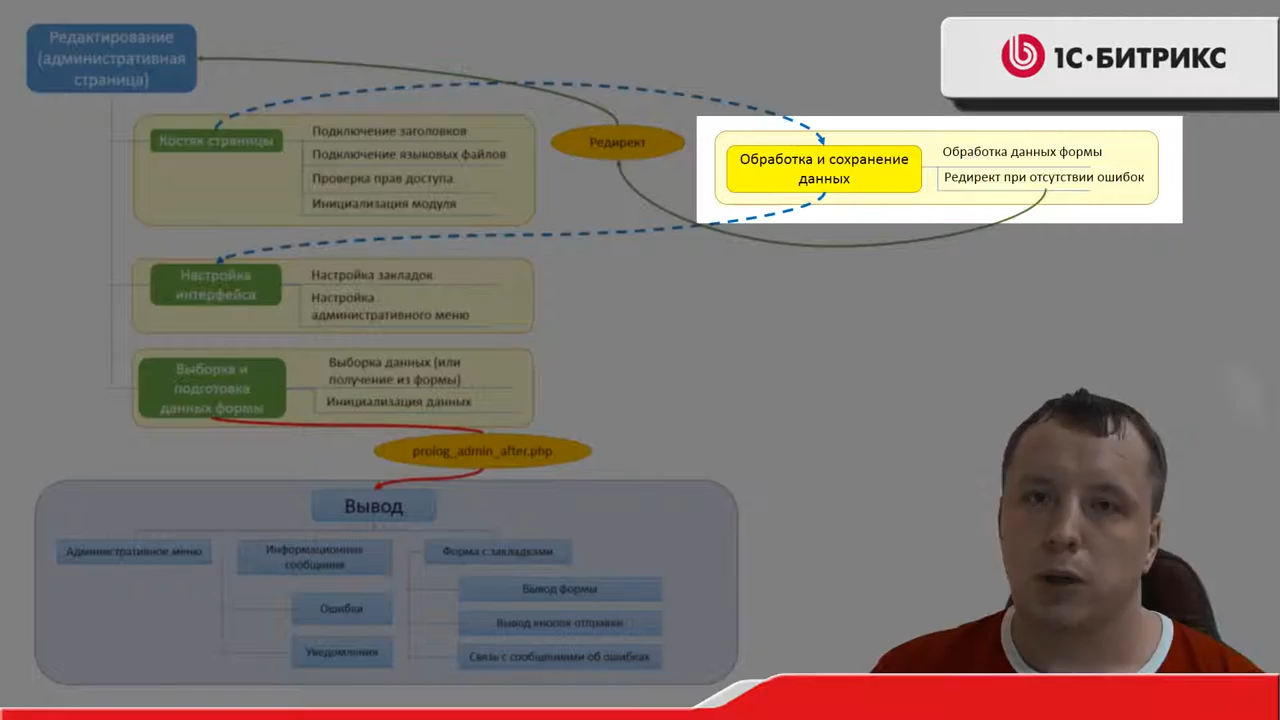 Редактирование
(административная
страница)
1С·БИТРИКС
Костяк страницы
Подключение заголовков
Подключение языковых файлов
Проверка прав доступа
Инициализация модуля
Редирект
Обработка и сохранение
данных
Обработка данных формы
Редирект при отсутствии ошибок
Настройка
интерфейса
Настройка закладок
Настройка
административного меню
Выборка и
подготовка
данных формы
Выборка данных (или
получение из формы)
Инициализация данных
prolog_admin_after.php
Вывод
Административное меню
Информационние
сообщения
Форма с закладками
Ошибки
Уведомления
Вывод формы
Вывод кнопок отправки
Связь с сообщениями об ошибках